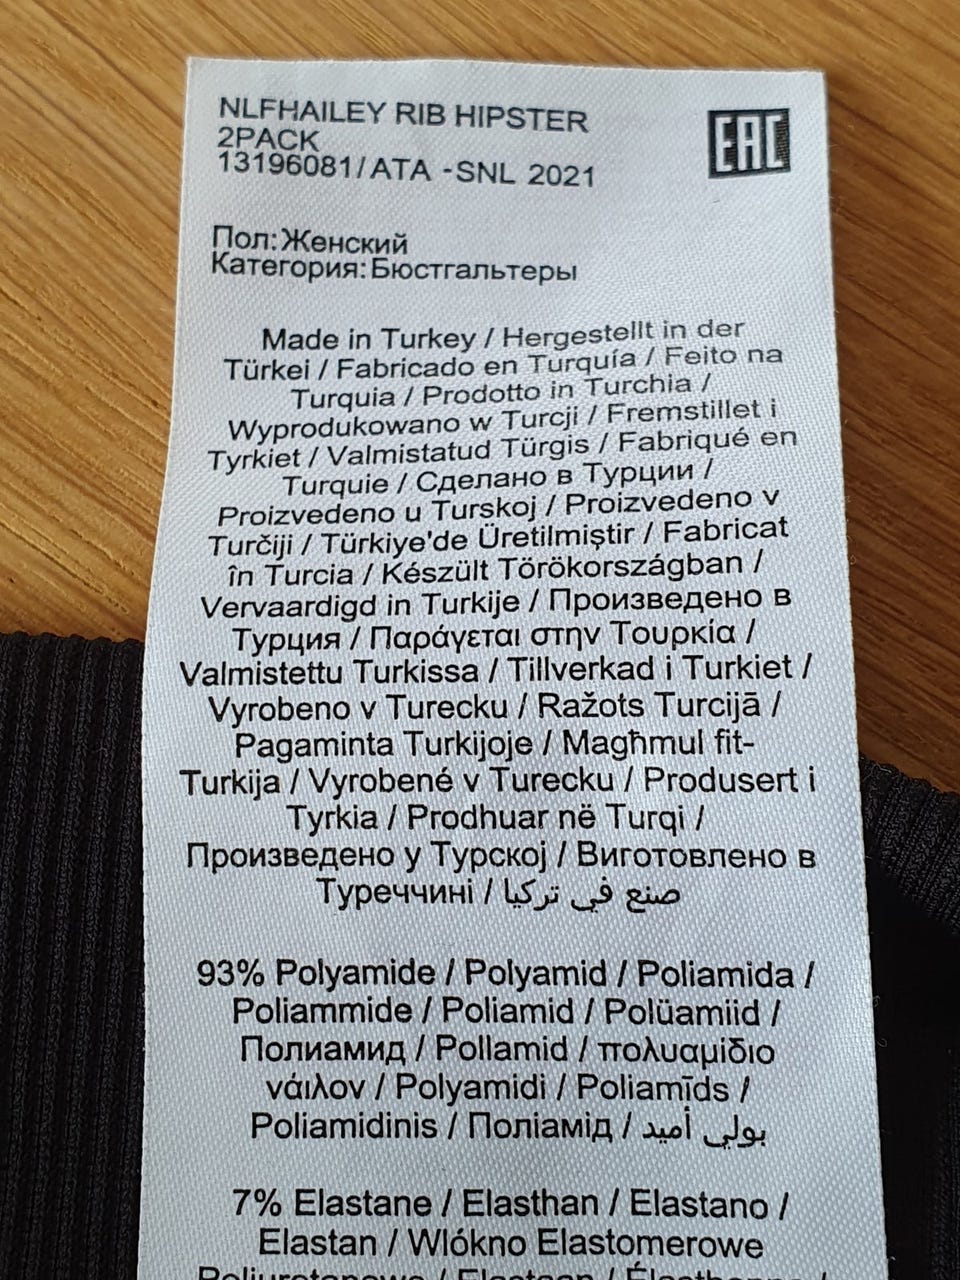 NLFHAILEY RIB HIPSTER
2PACK
13196081/ATA -SNL 2021
EAC
Пол:Женский
Категория:Бюстгальтеры
Made in Turkey / Hergestellt in der
Türkei / Fabricado en Turquía / Feito na
Turquia / Prodotto in Turchia /
Wyprodukowano w Turcji / Fremstillet i
Tyrkiet / Valmistatud Türgis / Fabriqué en
Turquie / Сделано в Турции /
Proizvedeno u Turskoj / Proizvedeno v
Turčiji / Türkiye'de Üretilmiştir / Fabricat
în Turcia / Készült Törökországban /
Vervaardigd in Turkije / Произведено в
Турция / Παράγεται στην Τουρκία /
Valmistettu Turkissa / Tillverkad i Turkiet /
Vyrobeno v Turecku / Ražots Turcijā /
Pagaminta Turkijoje / Magħmul fit-
Turkija / Vyrobené v Turecku / Produsert i
Tyrkia / Prodhuar në Turqi /
Произведено у Турској / Виготовлено в
Туреччині / صنع في تركيا
93% Polyamide / Polyamid / Poliamida /
Poliammide / Poliamid / Polüamiid /
Полиамид / Pollamid / πολυαμίδιο
νάιλον / Polyamidi / Poliamīds /
Poliamidinis / Поліамід / بولي أميد
7% Elastane / Elasthan / Elastano /
Elastan / Wlókno Elastomerowe
Poliuretanowe / Elastaan /